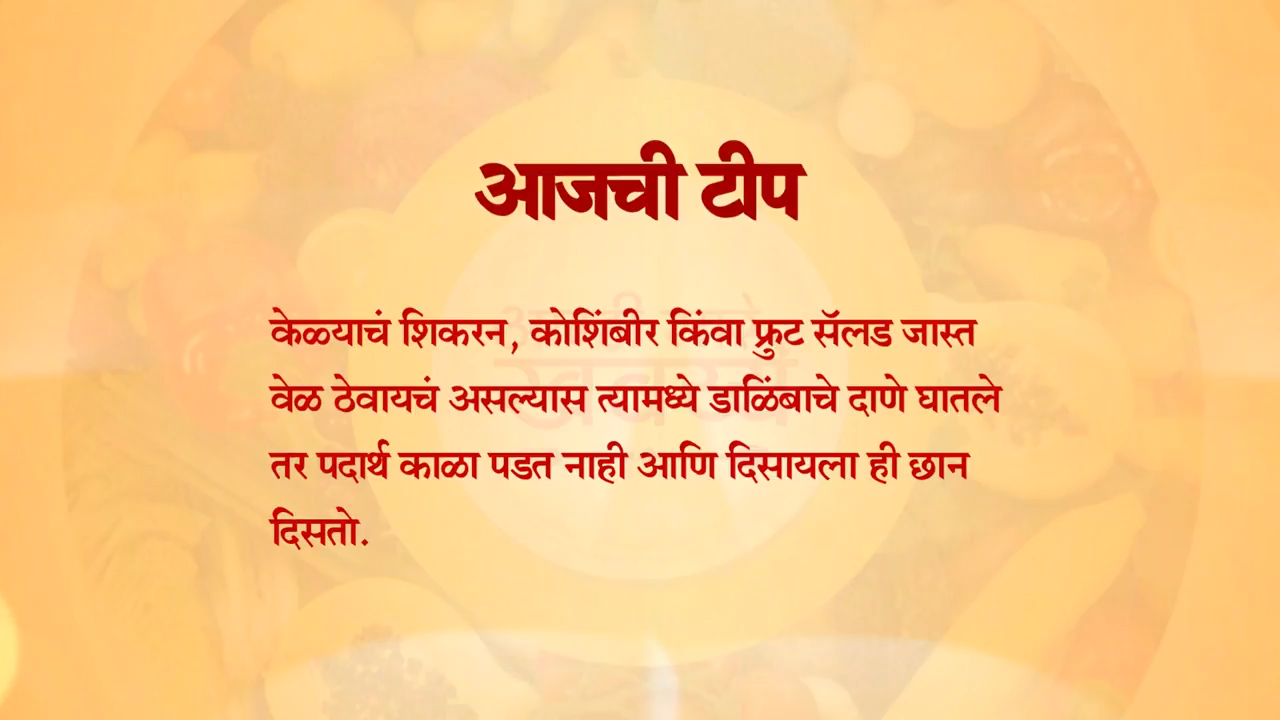 आजची टीप
केळ्याचं शिकरन, कोशिंबीर किंवा फ्रुट सॅलड जास्त
वेळ ठेवायचं असल्यास त्यामध्ये डाळिंबाचे दाणे घातले
तर पदार्थ काळा पडत नाही आणि दिसायला ही छान
दिसतो.